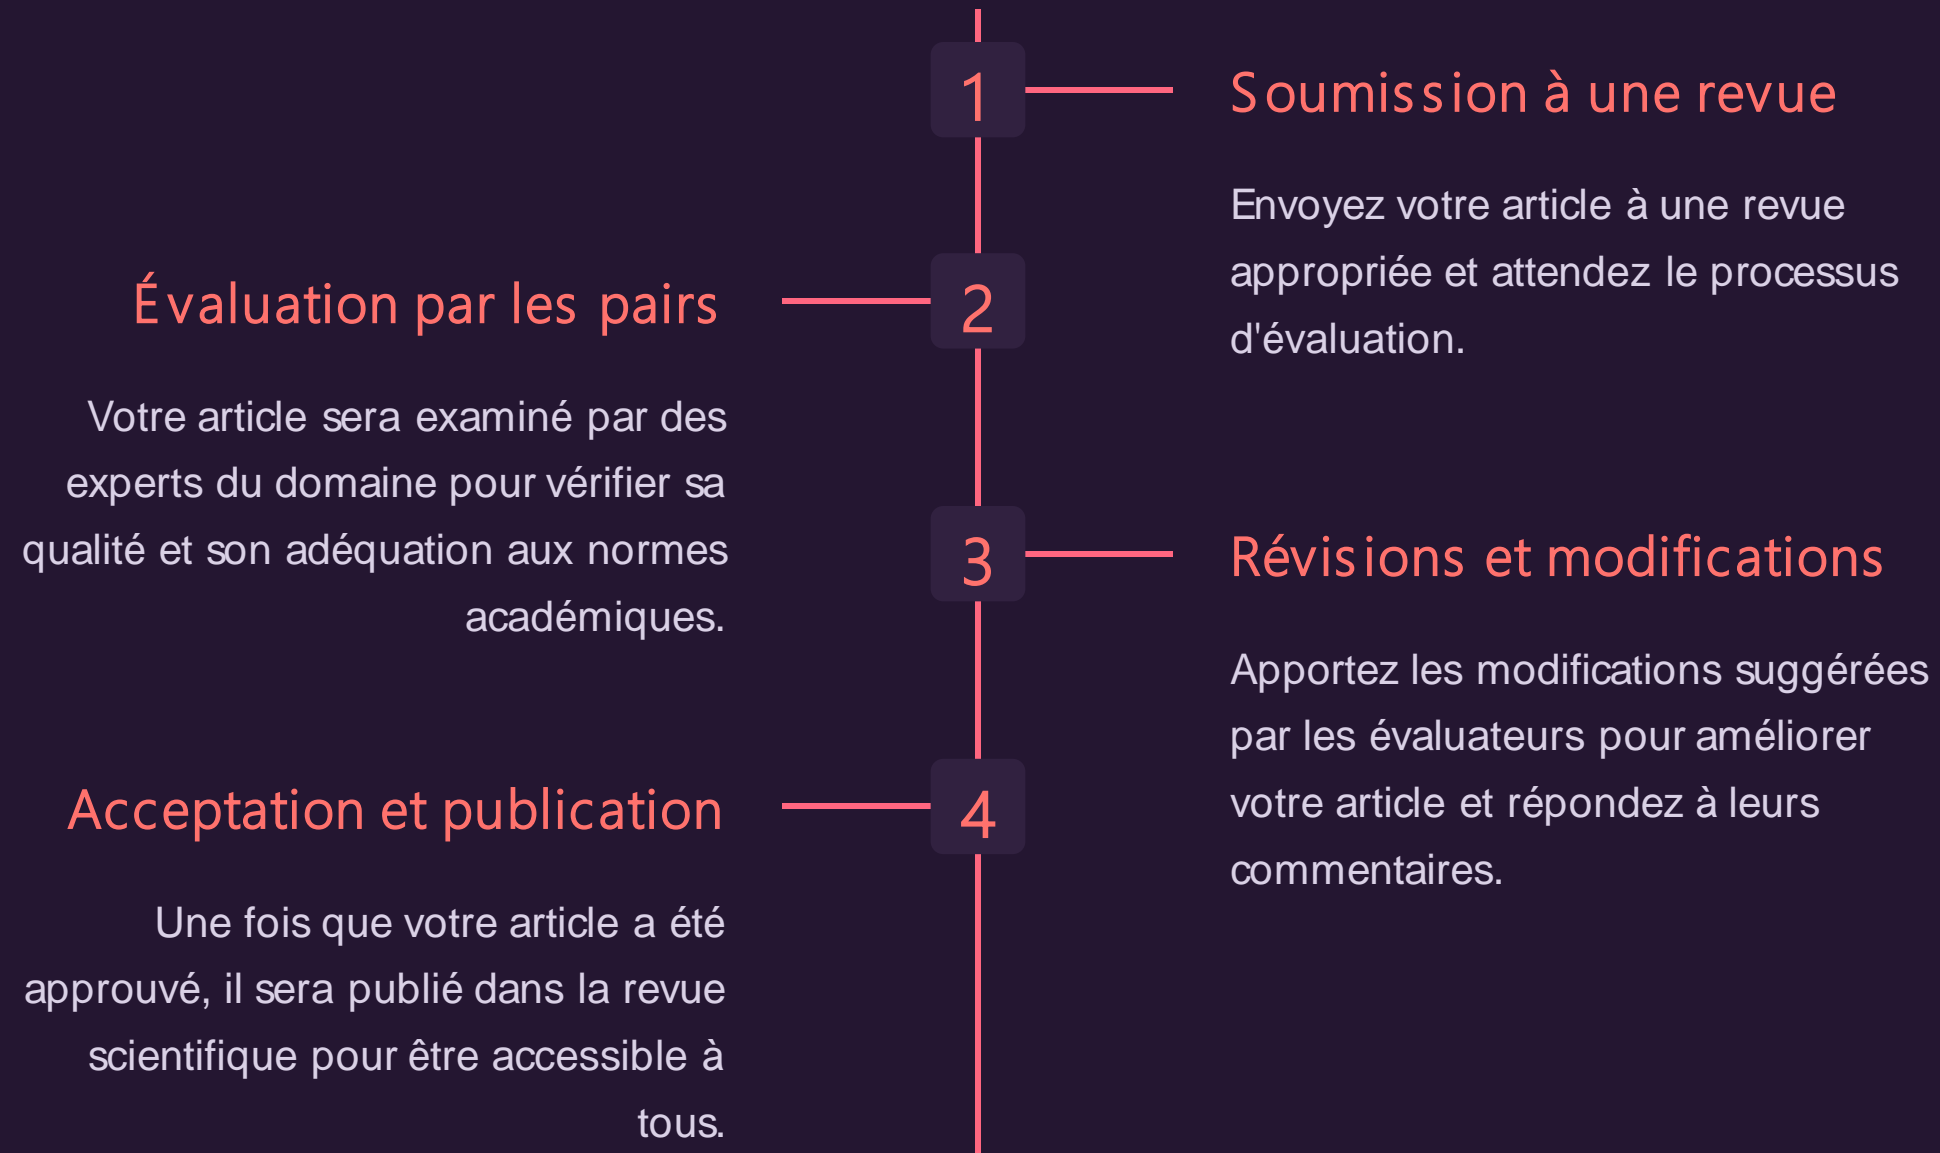 1
Soumission à une revue
Envoyez votre article à une revue
appropriée et attendez le processus
d'évaluation.
2
Évaluation par les pairs
Votre article sera examiné par des
experts du domaine pour vérifier sa
qualité et son adéquation aux normes
académiques.
3
Révisions et modifications
Apportez les modifications suggérées
par les évaluateurs pour améliorer
votre article et répondez à leurs
commentaires.
4
Acceptation et publication
Une fois que votre article a été
approuvé, il sera publié dans la revue
scientifique pour être accessible à
tous.